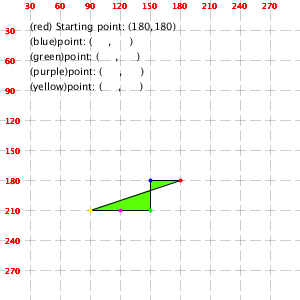 30 60 90 120 150 180 210 240 270
30
(red) Starting point: (180,180)
(blue)point: (    ,      )
60
(green)point: (    ,      )
(purple)point: (      ,      )
90
(yellow)point: (     ,      )
120
150
180
210
240
270